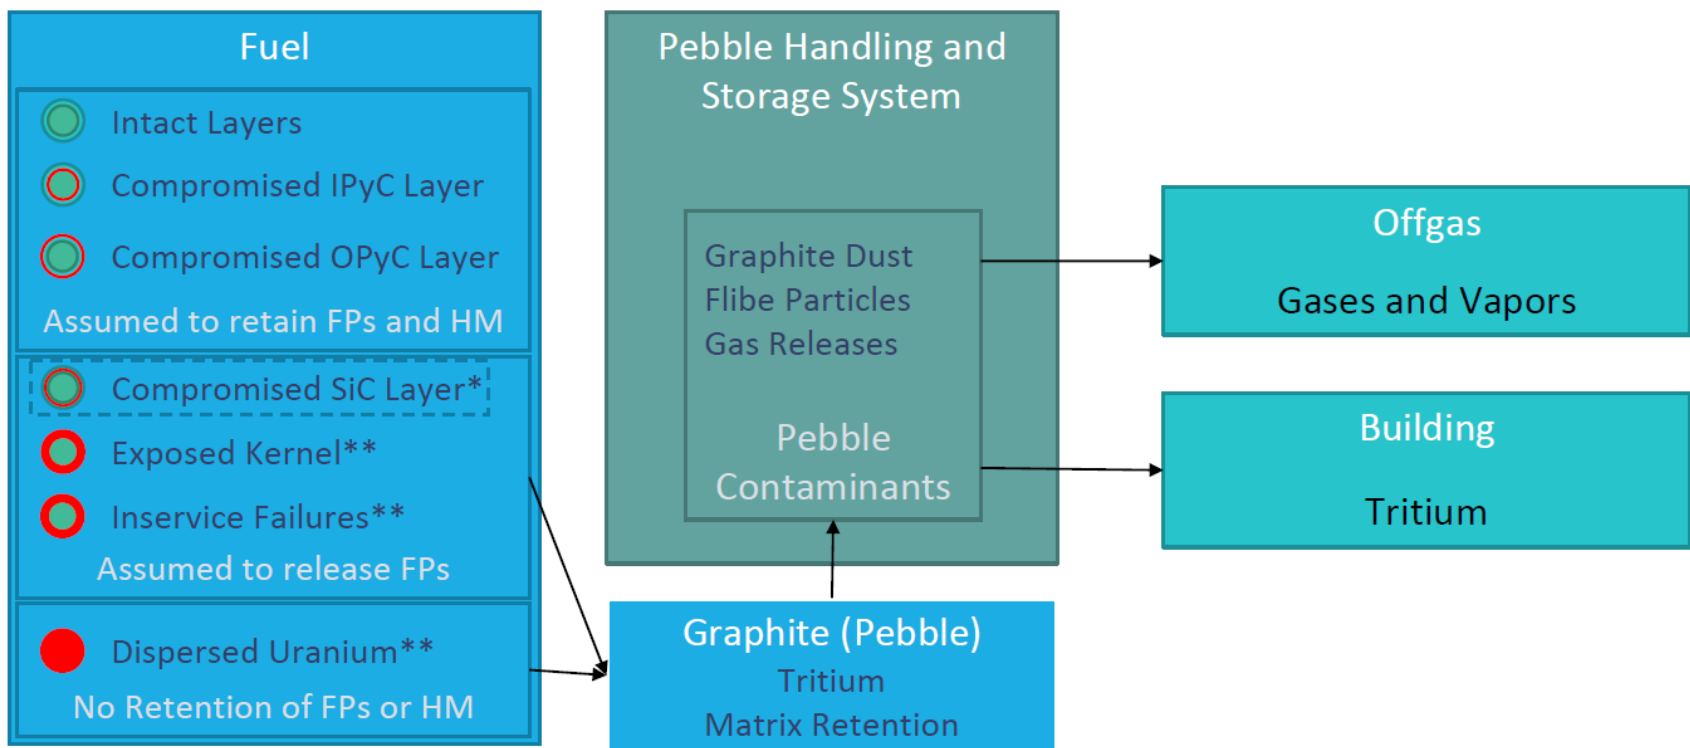 Fuel
Intact Layers
Compromised IPyC Layer
Compromised OPyC Layer
Assumed to retain FPs and HM
Compromised SiC Layer*
Exposed Kernel**
Inservice Failures**
Assumed to release FPs
Dispersed Uranium**
No Retention of FPs or HM
Pebble Handling and
Storage System
Graphite Dust
Flibe Particles
Gas Releases
Pebble
Contaminants
Graphite (Pebble)
Tritium
Matrix Retention
Offgas
Gases and Vapors
Building
Tritium